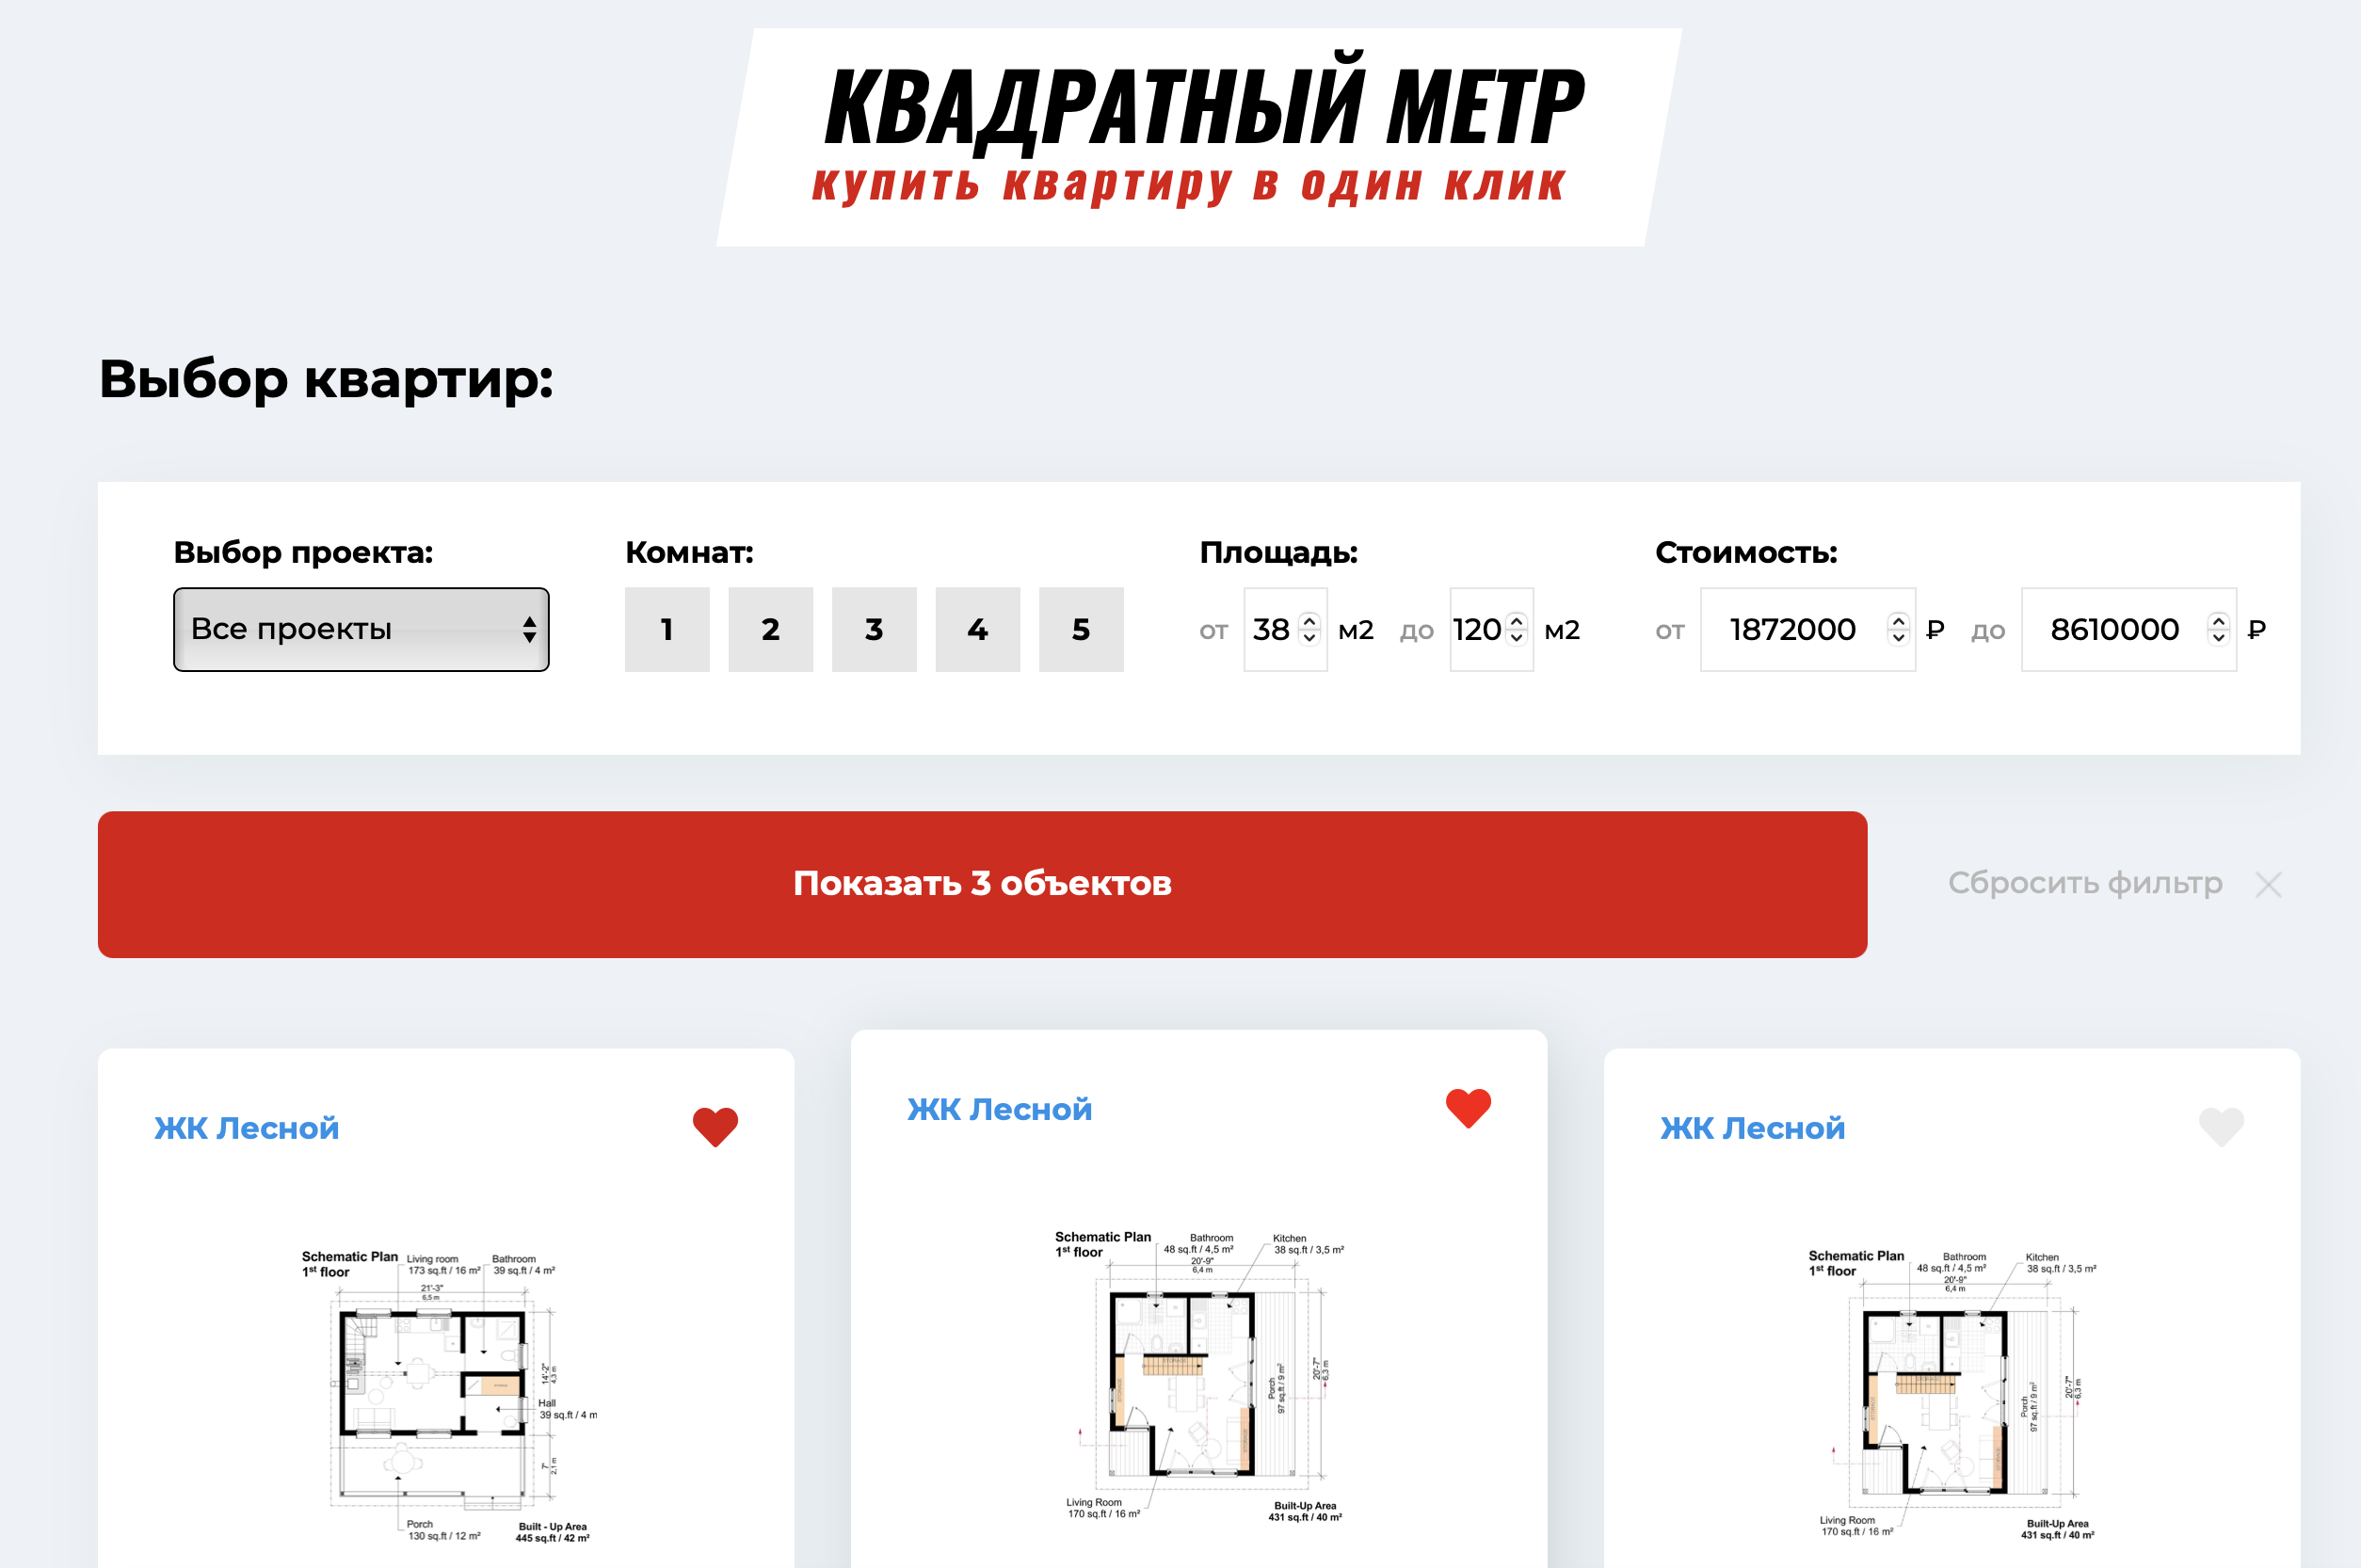 КВАДРАТНЫЙ МЕТР
купить квартиру в один клик
Выбор квартир:
Выбор проекта:
Все проекты
Комнат:
1 2 3 4 5
Площадь:
от 38 м2 до 120 м2
Стоимость:
от 1872000 ₽ до 8610000 ₽
Показать 3 объектов
Сбросить фильтр
ЖК Лесной
Schematic Plan
1st floor
Living room
173 sq.ft / 16 m²
Bathroom
39 sq.ft / 4 m²
21'-3"
6,5 m
14'-2"
4,3 m
Hall
39 sq.ft / 4 m
7'
2,1 m
Porch
130 sq.ft / 12 m²
Built - Up Area
445 sq.ft / 42 m²
ЖК Лесной
Schematic Plan
1st floor
Bathroom
48 sq.ft / 4,5 m²
Kitchen
38 sq.ft / 3,5 m²
20'-9"
6,4 m
Porch
97 sq.ft / 9 m²
20'-7"
6,3 m
Living Room
170 sq.ft / 16 m²
Built-Up Area
431 sq.ft / 40 m²
ЖК Лесной
Schematic Plan
1st floor
Bathroom
48 sq.ft / 4,5 m²
Kitchen
38 sq.ft / 3,5 m²
20'-9"
6,4 m
Porch
97 sq.ft / 9 m²
20'-7"
6,3 m
Living Room
170 sq.ft / 16 m²
Built-Up Area
431 sq.ft / 40 m²